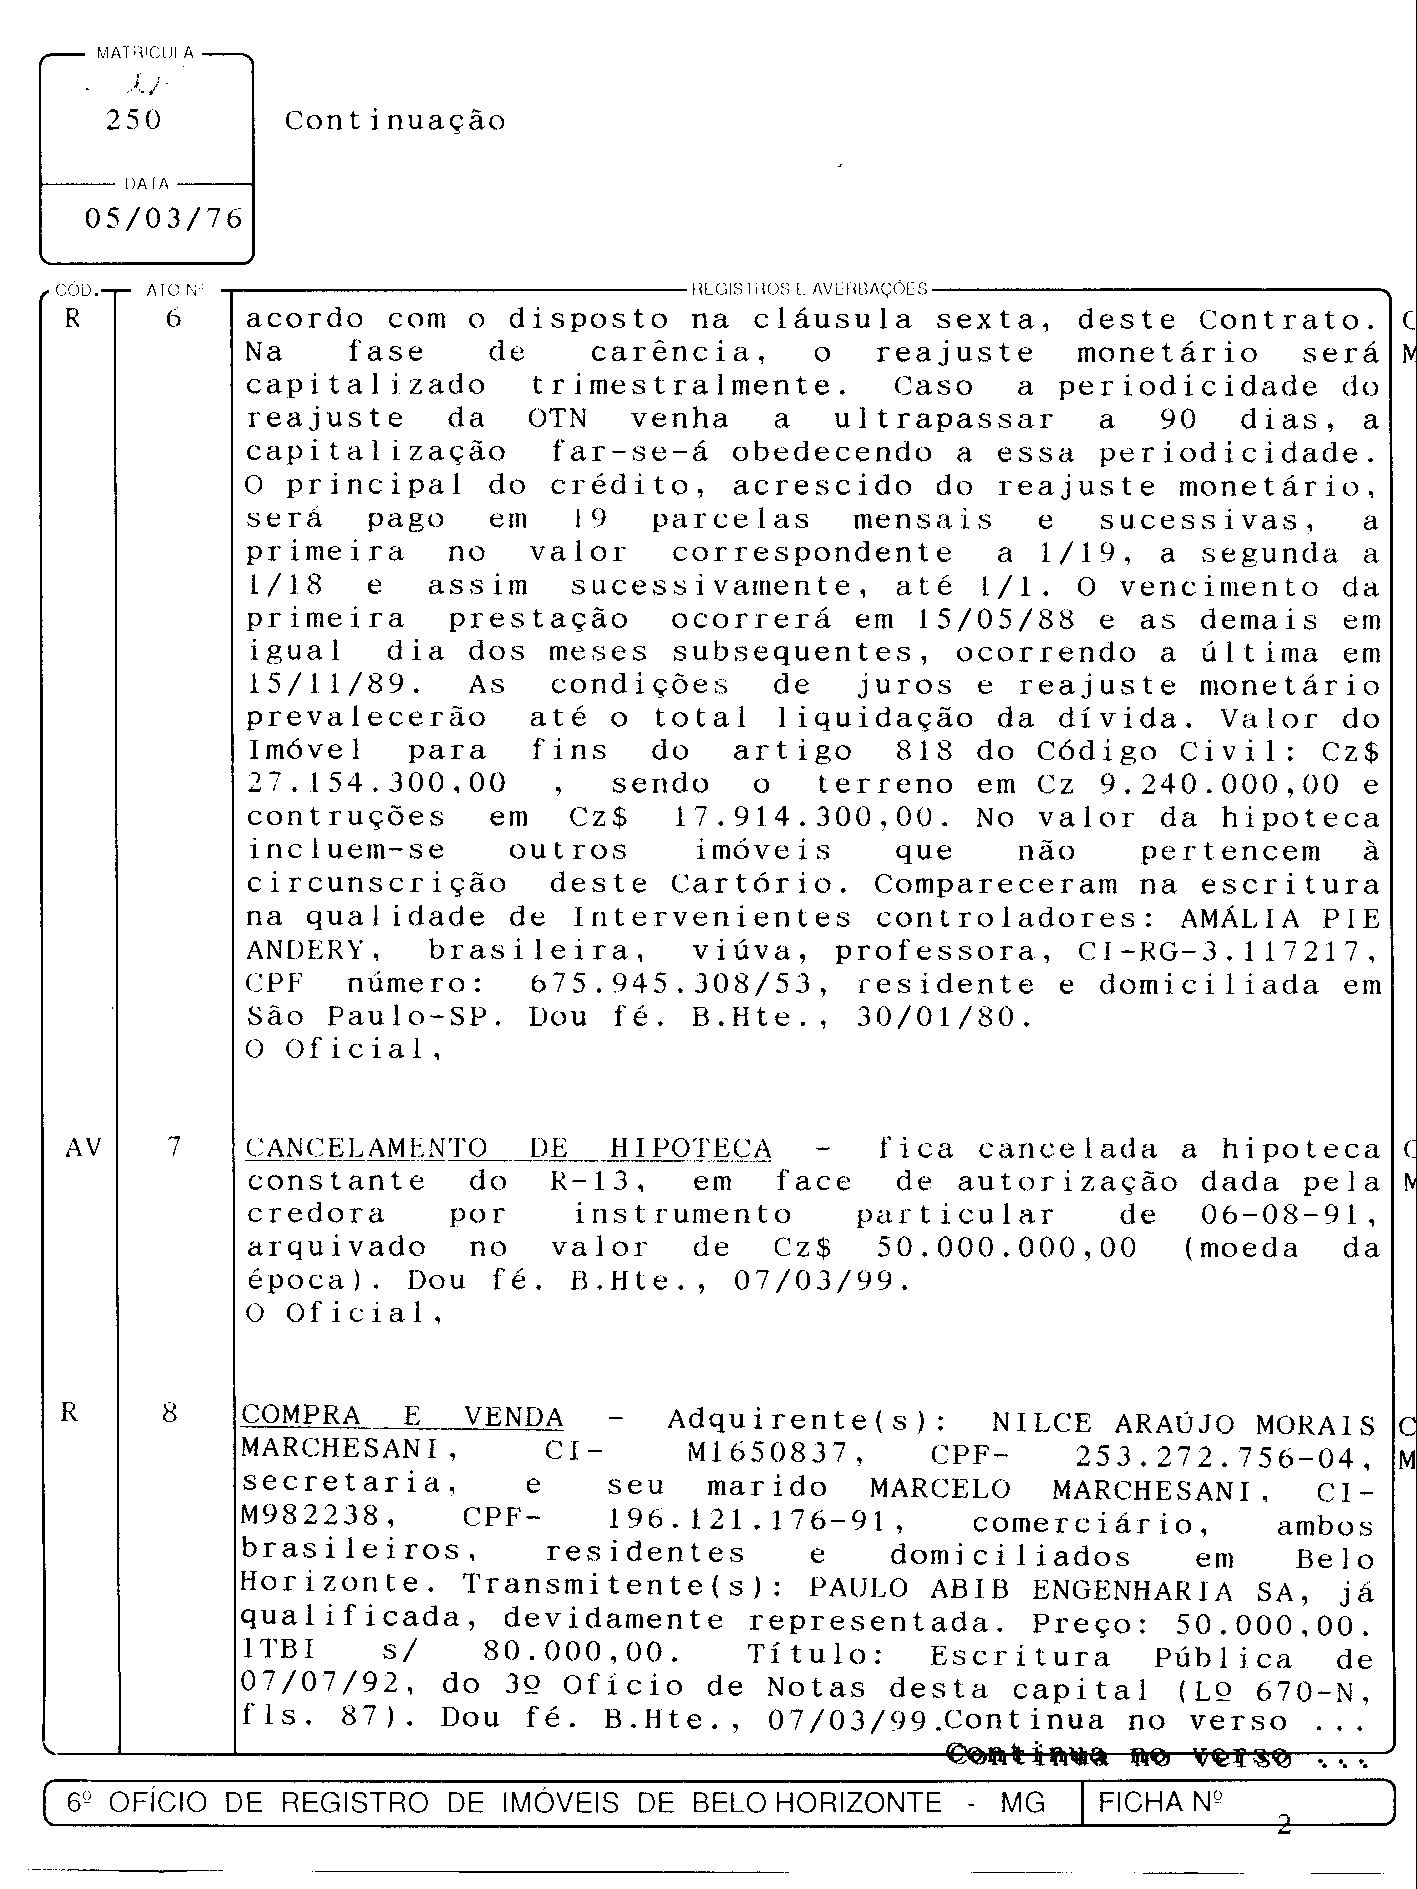 MATRICULA
250 Continuação
DATA
05/03/76
CÓD. ATO Nº REGISTROS E AVERBAÇÕES
R 6 acordo com o disposto na cláusula sexta, deste Contrato.
Na fase de carência, o reajuste monetário será
capitalizado trimestralmente. Caso a periodicidade do
reajuste da OTN venha a ultrapassar a 90 dias, a
capitalização far-se-á obedecendo a essa periodicidade.
O principal do crédito, acrescido do reajuste monetário,
será pago em 19 parcelas mensais e sucessivas, a
primeira no valor correspondente a 1/19, a segunda a
1/18 e assim sucessivamente, até 1/1. O vencimento da
primeira prestação ocorrerá em 15/05/88 e as demais em
igual dia dos meses subsequentes, ocorrendo a última em
15/11/89. As condições de juros e reajuste monetário
prevalecerão até o total liquidação da dívida. Valor do
Imóvel para fins do artigo 818 do Código Civil: Cz$
27.154.300,00 , sendo o terreno em Cz 9.240.000,00 e
contruções em Cz$ 17.914.300,00. No valor da hipoteca
incluem-se outros imóveis que não pertencem à
circunscrição deste Cartório. Compareceram na escritura
na qualidade de Intervenientes controladores: AMÁLIA PIE
ANDERY, brasileira, viúva, professora, CI-RG-3.117217,
CPF número: 675.945.308/53, residente e domiciliada em
São Paulo-SP. Dou fé. B.Hte., 30/01/80.
O Oficial,
AV 7 CANCELAMENTO DE HIPOTECA - fica cancelada a hipoteca
constante do R-13, em face de autorização dada pela
credora por instrumento particular de 06-08-91,
arquivado no valor de Cz$ 50.000.000,00 (moeda da
época). Dou fé. B.Hte., 07/03/99.
O Oficial,
R 8 COMPRA E VENDA - Adquirente(s): NILCE ARAÚJO MORAIS
MARCHESANI, CI- M1650837, CPF- 253.272.756-04,
secretaria, e seu marido MARCELO MARCHESANI, CI-
M982238, CPF- 196.121.176-91, comerciário, ambos
brasileiros, residentes e domiciliados em Belo
Horizonte. Transmitente(s): PAULO ABIB ENGENHARIA SA, já
qualificada, devidamente representada. Preço: 50.000,00.
ITBI s/ 80.000,00. Título: Escritura Pública de
07/07/92, do 3º Ofício de Notas desta capital (Lº 670-N,
fls. 87). Dou fé. B.Hte., 07/03/99.Continua no verso ...
Continua no verso ...
6º OFÍCIO DE REGISTRO DE IMÓVEIS DE BELO HORIZONTE - MG FICHA Nº
2